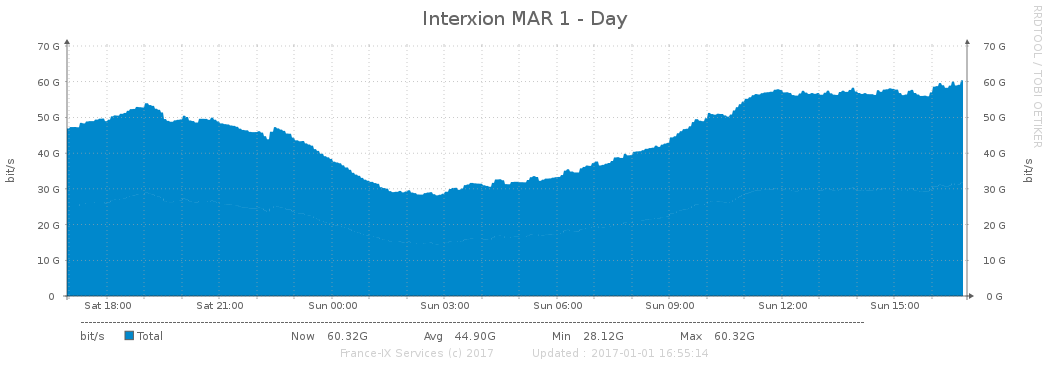 Interxion MAR 1 - Day
RRDTOOL / TOBI OETIKER
70 G 70 G
60 G 60 G
50 G 50 G
40 G 40 G
30 G 30 G
20 G 20 G
10 G 10 G
0 0 G
bit/s bit/s
Sat 18:00 Sat 21:00 Sun 00:00 Sun 03:00 Sun 06:00 Sun 09:00 Sun 12:00 Sun 15:00
bit/s Total Now 60.32G Avg 44.90G Min 28.12G Max 60.32G
France-IX Services (c) 2017 Updated : 2017-01-01 16:55:14